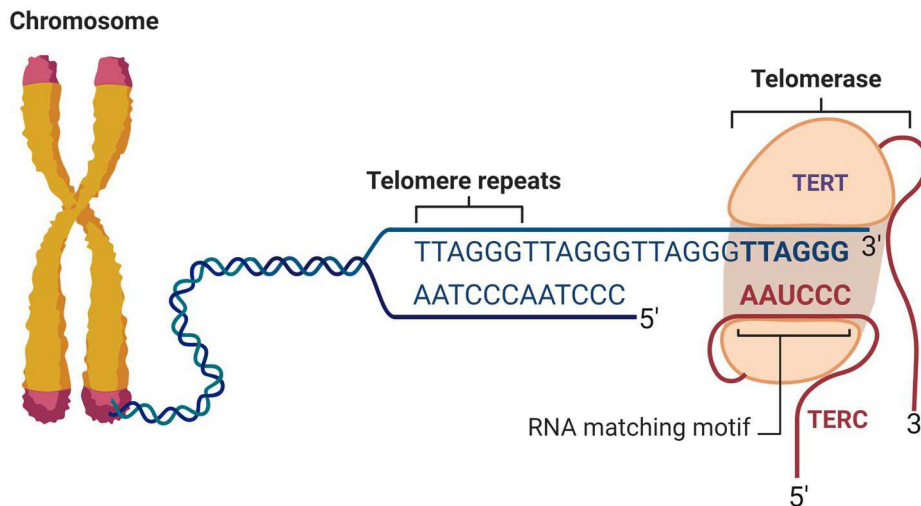 Chromosome
Telomerase
TERT
Telomere repeats
TTAGGGTTAGGGTTAGGGTTAGGG 3'
AATCCCAATCCC
AAUCCC
5'
RNA matching motif
TERC
3'
5'